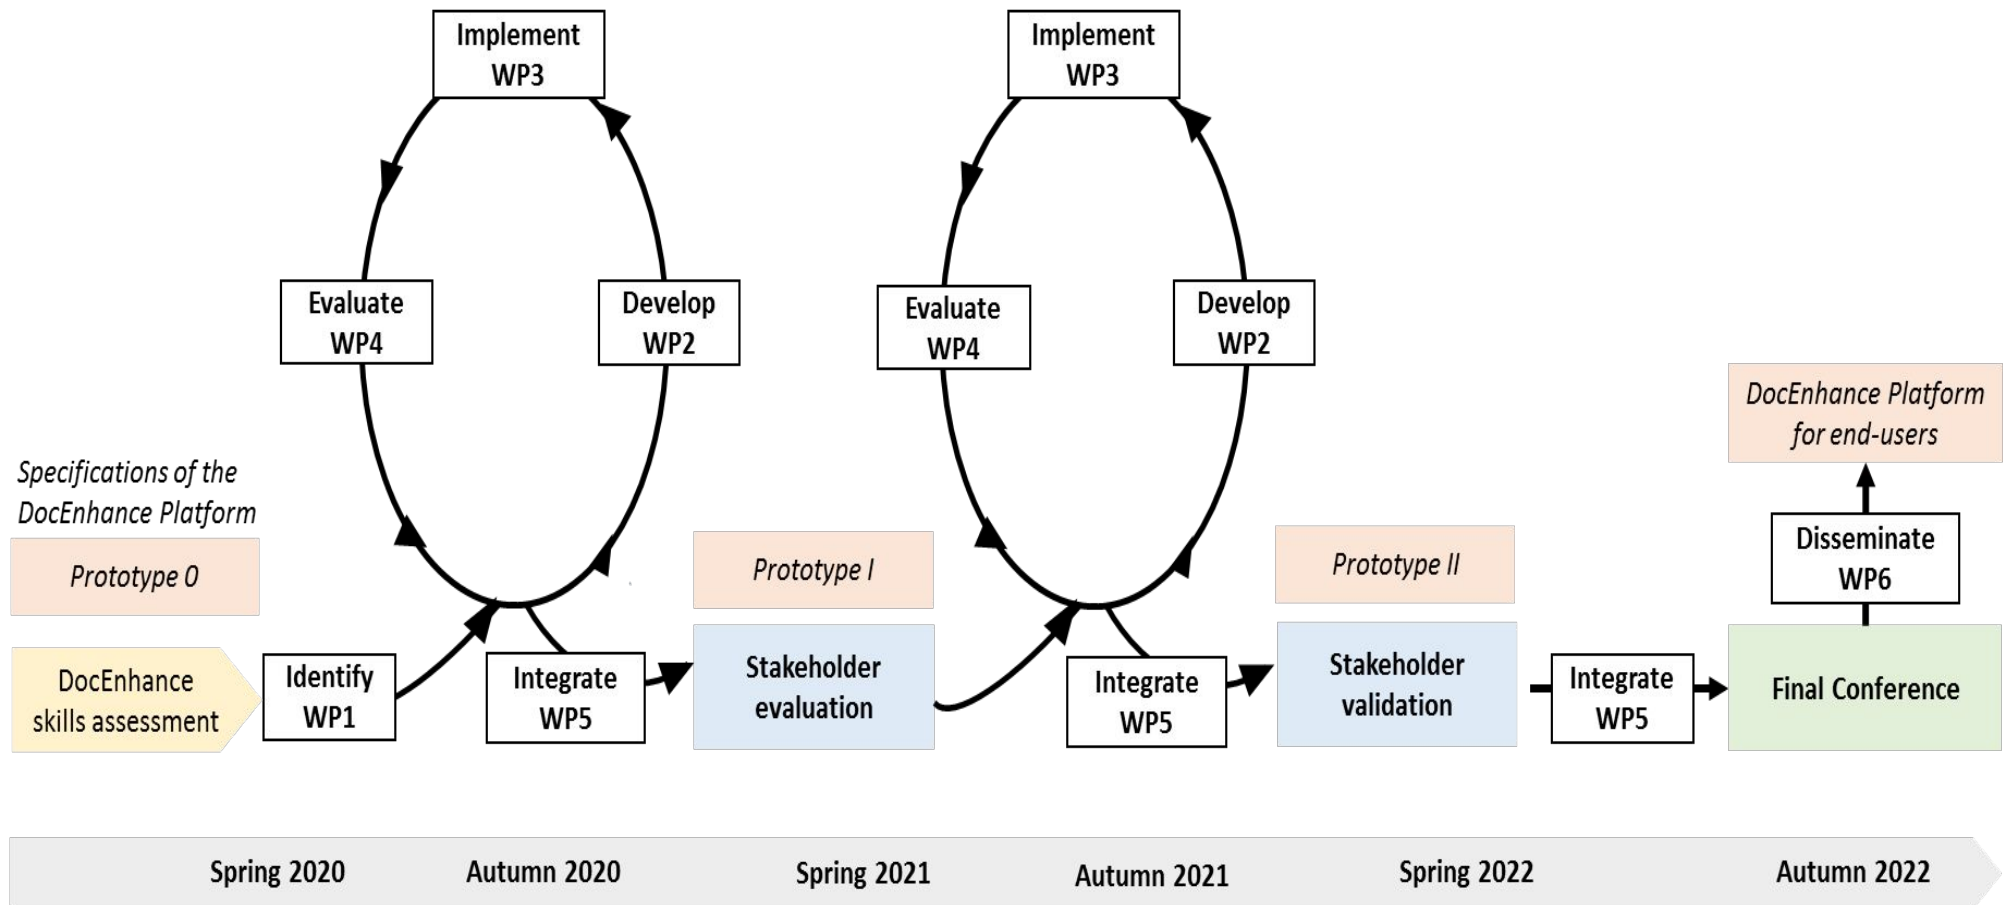 Implement
WP3
Implement
WP3
Evaluate
WP4
Develop
WP2
Evaluate
WP4
Develop
WP2
DocEnhance Platform
for end-users
Specifications of the
DocEnhance Platform
Prototype 0
Prototype I
Prototype II
Disseminate
WP6
DocEnhance
skills assessment
Identify
WP1
Integrate
WP5
Stakeholder
evaluation
Integrate
WP5
Stakeholder
validation
Integrate
WP5
Final Conference
Spring 2020
Autumn 2020
Spring 2021
Autumn 2021
Spring 2022
Autumn 2022